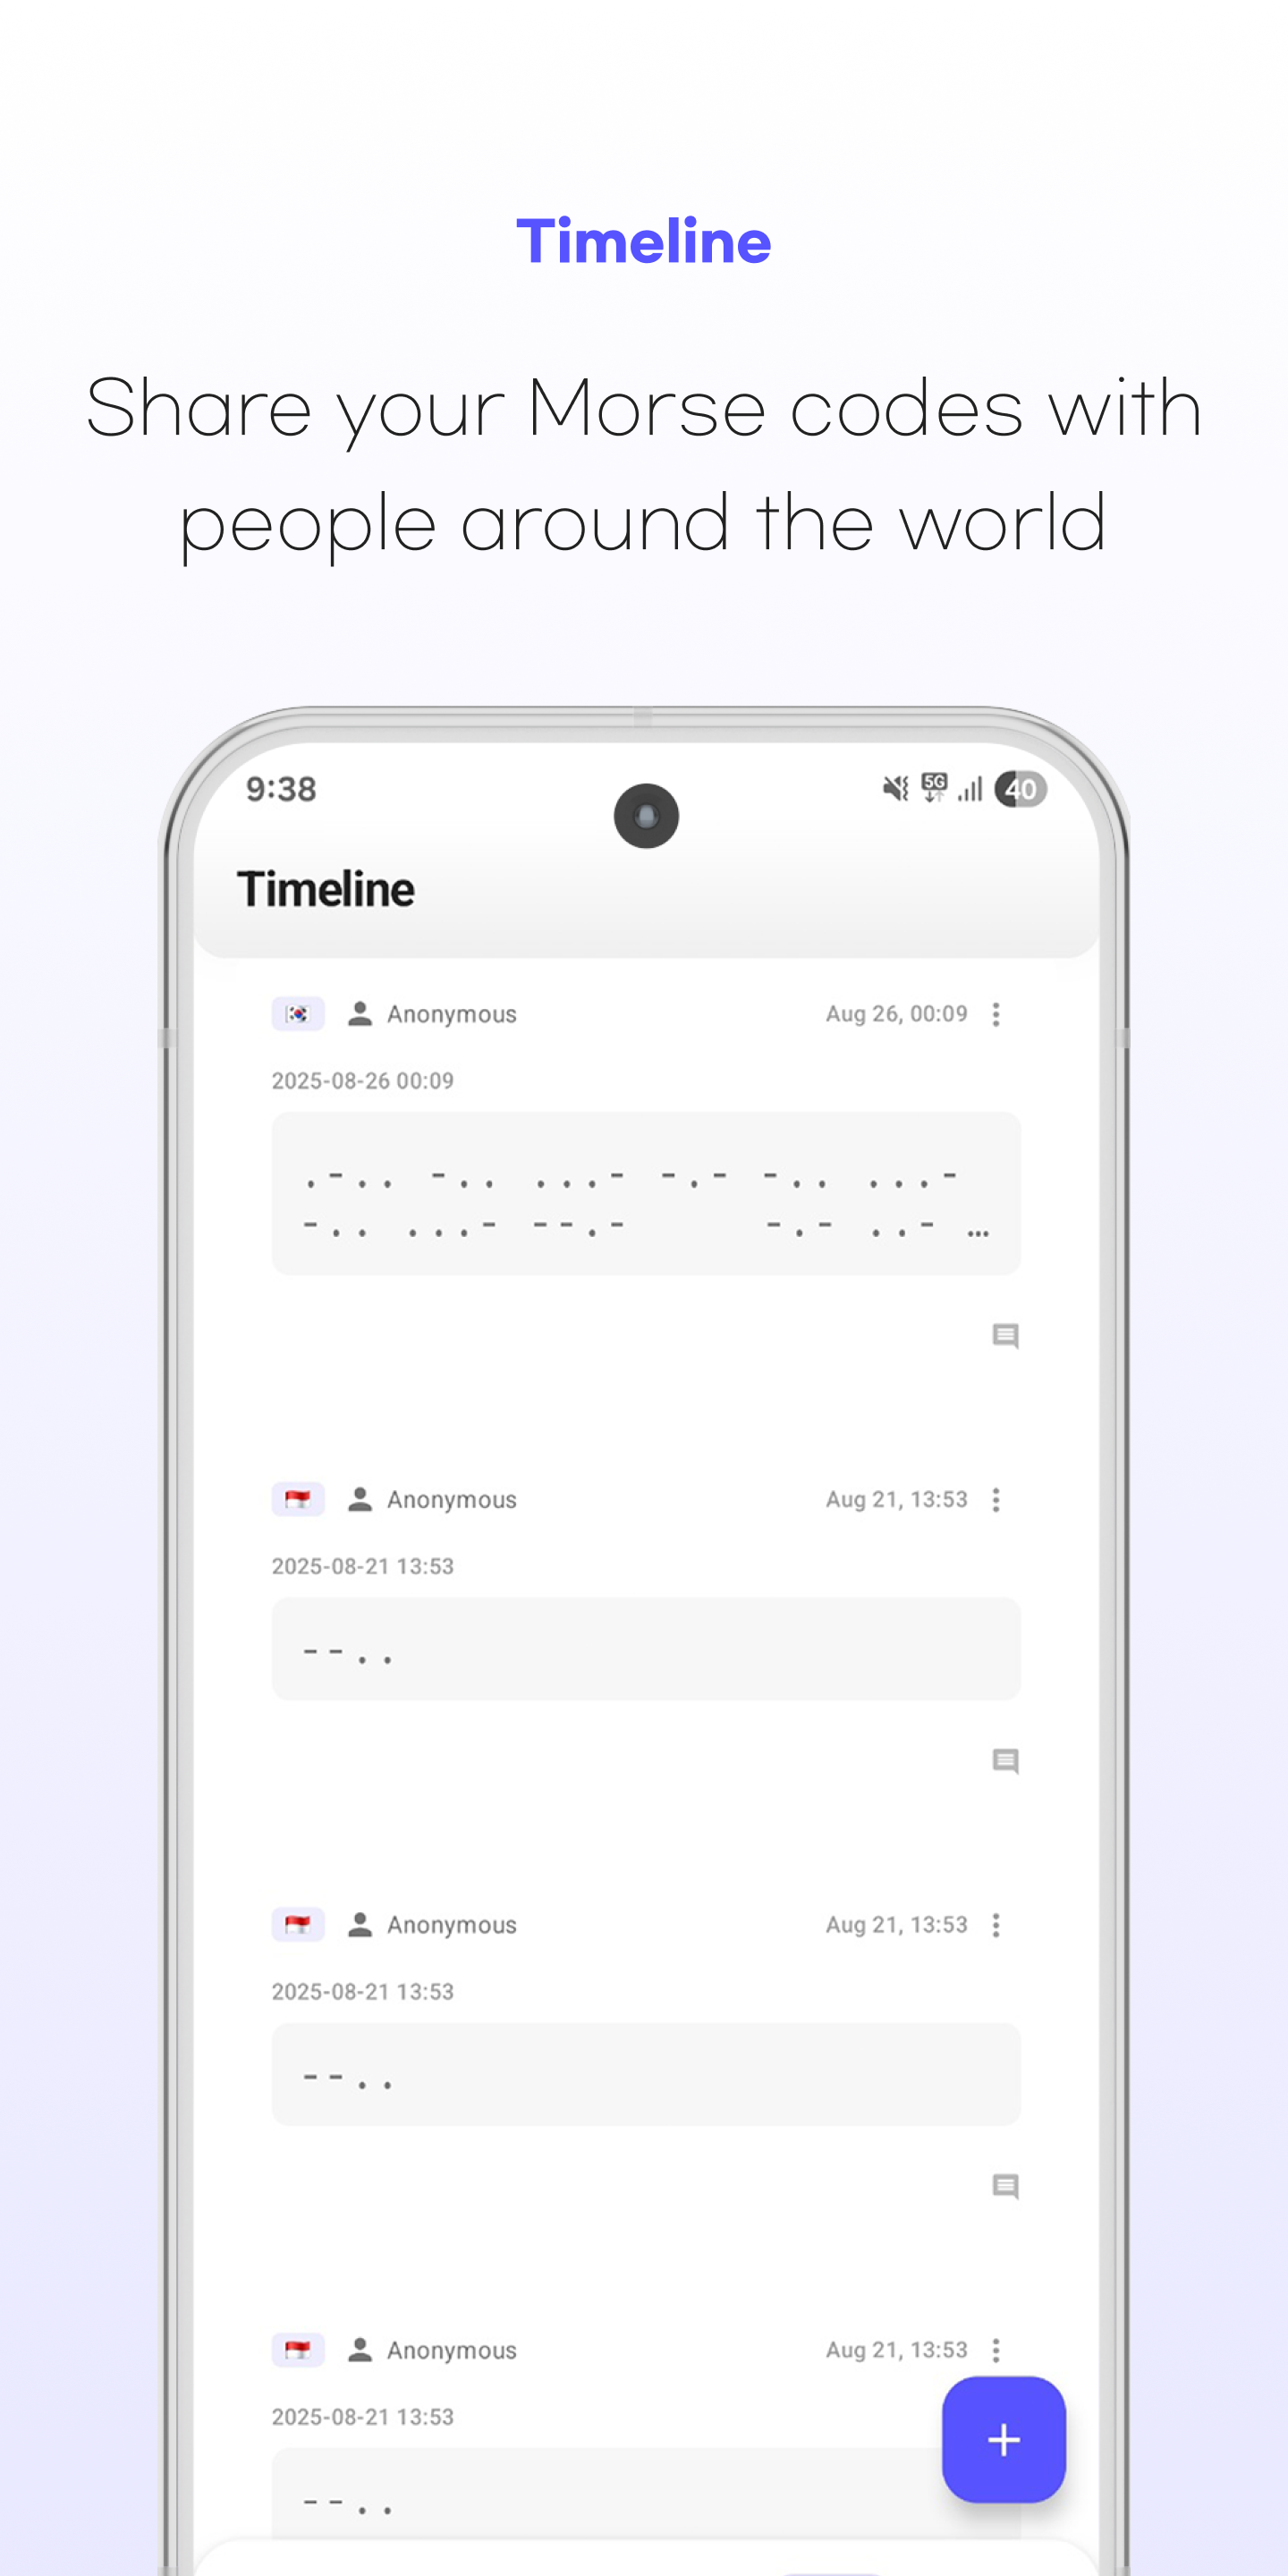 Timeline
Share your Morse codes with
people around the world
9:38
5G
40
Timeline
Anonymous
Aug 26, 00:09
2025-08-26 00:09
.-.. -.. ...- -.- -.. ...-
-.. ...- --.- -.- ..- …
Anonymous
Aug 21, 13:53
2025-08-21 13:53
--..
Anonymous
Aug 21, 13:53
2025-08-21 13:53
--..
Anonymous
Aug 21, 13:53
2025-08-21 13:53
--..
+